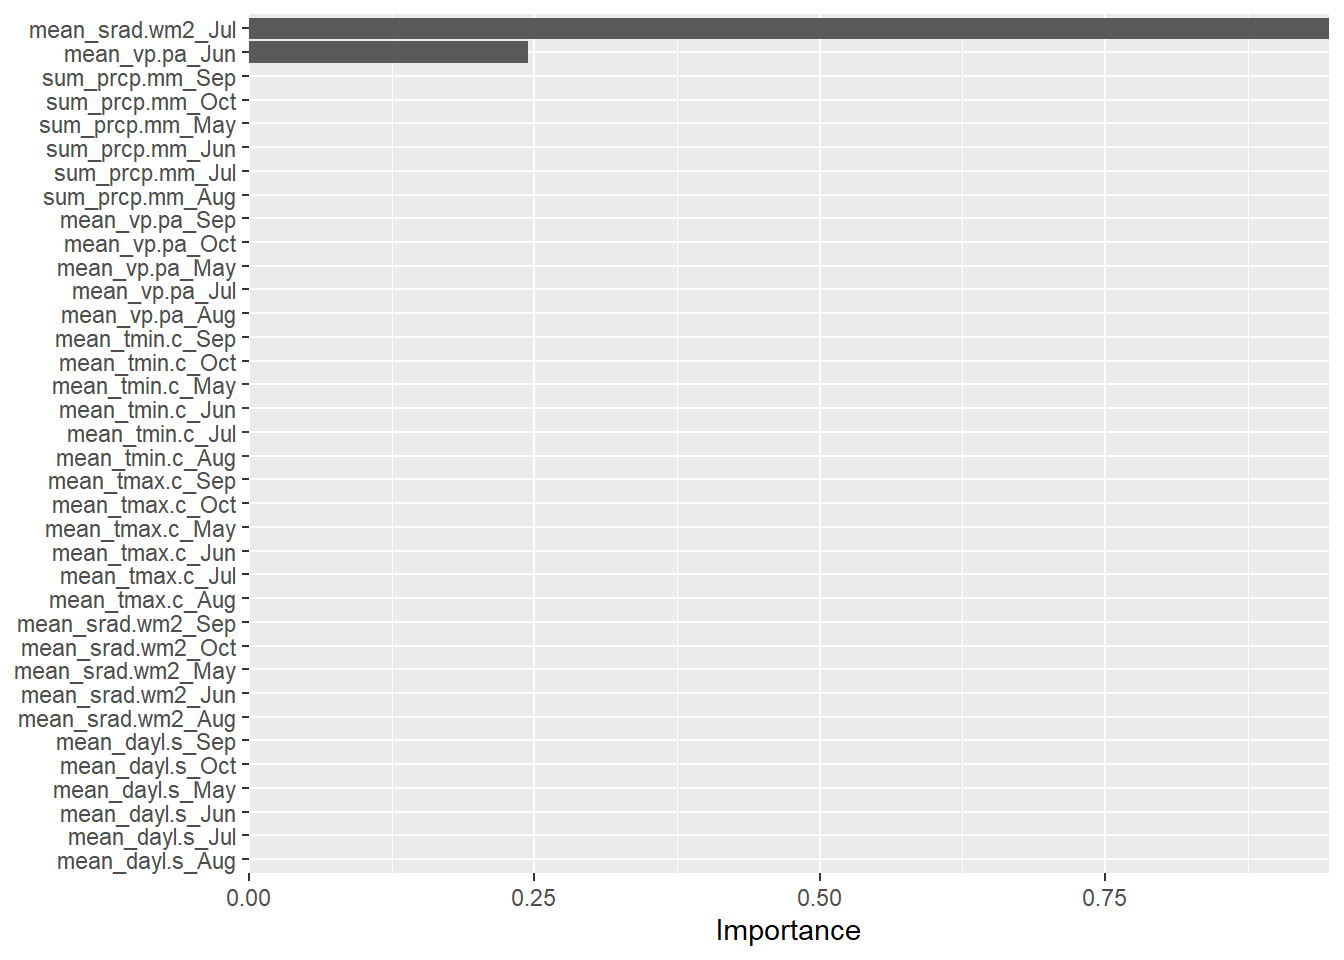 mean_srad.wm2_Jul
mean_vp.pa_Jun
sum_prcp.mm_Sep
sum_prcp.mm_Oct
sum_prcp.mm_May
sum_prcp.mm_Jun
sum_prcp.mm_Jul
sum_prcp.mm_Aug
mean_vp.pa_Sep
mean_vp.pa_Oct
mean_vp.pa_May
mean_vp.pa_Jul
mean_vp.pa_Aug
mean_tmin.c_Sep
mean_tmin.c_Oct
mean_tmin.c_May
mean_tmin.c_Jun
mean_tmin.c_Jul
mean_tmin.c_Aug
mean_tmax.c_Sep
mean_tmax.c_Oct
mean_tmax.c_May
mean_tmax.c_Jun
mean_tmax.c_Jul
mean_tmax.c_Aug
mean_srad.wm2_Sep
mean_srad.wm2_Oct
mean_srad.wm2_May
mean_srad.wm2_Jun
mean_srad.wm2_Aug
mean_dayl.s_Sep
mean_dayl.s_Oct
mean_dayl.s_May
mean_dayl.s_Jun
mean_dayl.s_Jul
mean_dayl.s_Aug
0.00 0.25 0.50 0.75
Importance